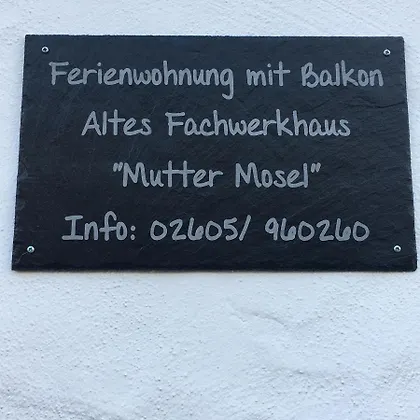 Ferienwohnung mit Balkon
Altes Fachwerkhaus
"Mutter Mosel"
Info: 02605/ 960260